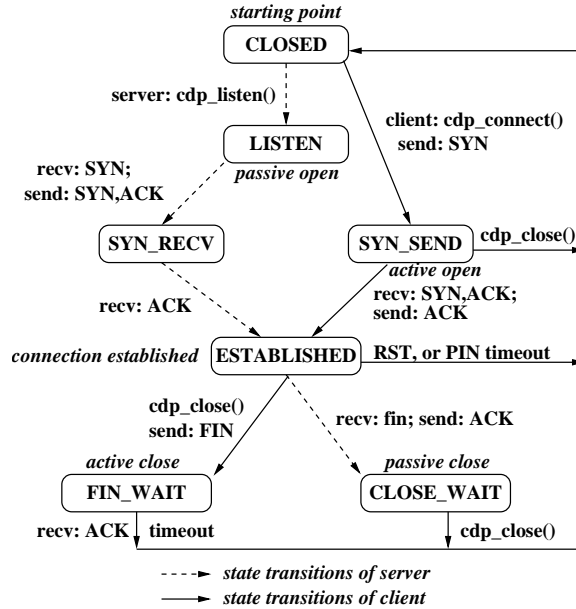 starting point
CLOSED
server: cdp_listen()
client: cdp_connect()
send: SYN
LISTEN
passive open
recv: SYN;
send: SYN,ACK
SYN_RECV
SYN_SEND
cdp_close()
active open
recv: ACK
recv: SYN,ACK;
send: ACK
connection established
ESTABLISHED
RST, or PIN timeout
cdp_close()
send: FIN
recv: fin; send: ACK
active close
passive close
FIN_WAIT
CLOSE_WAIT
recv: ACK
timeout
cdp_close()
state transitions of server
state transitions of client